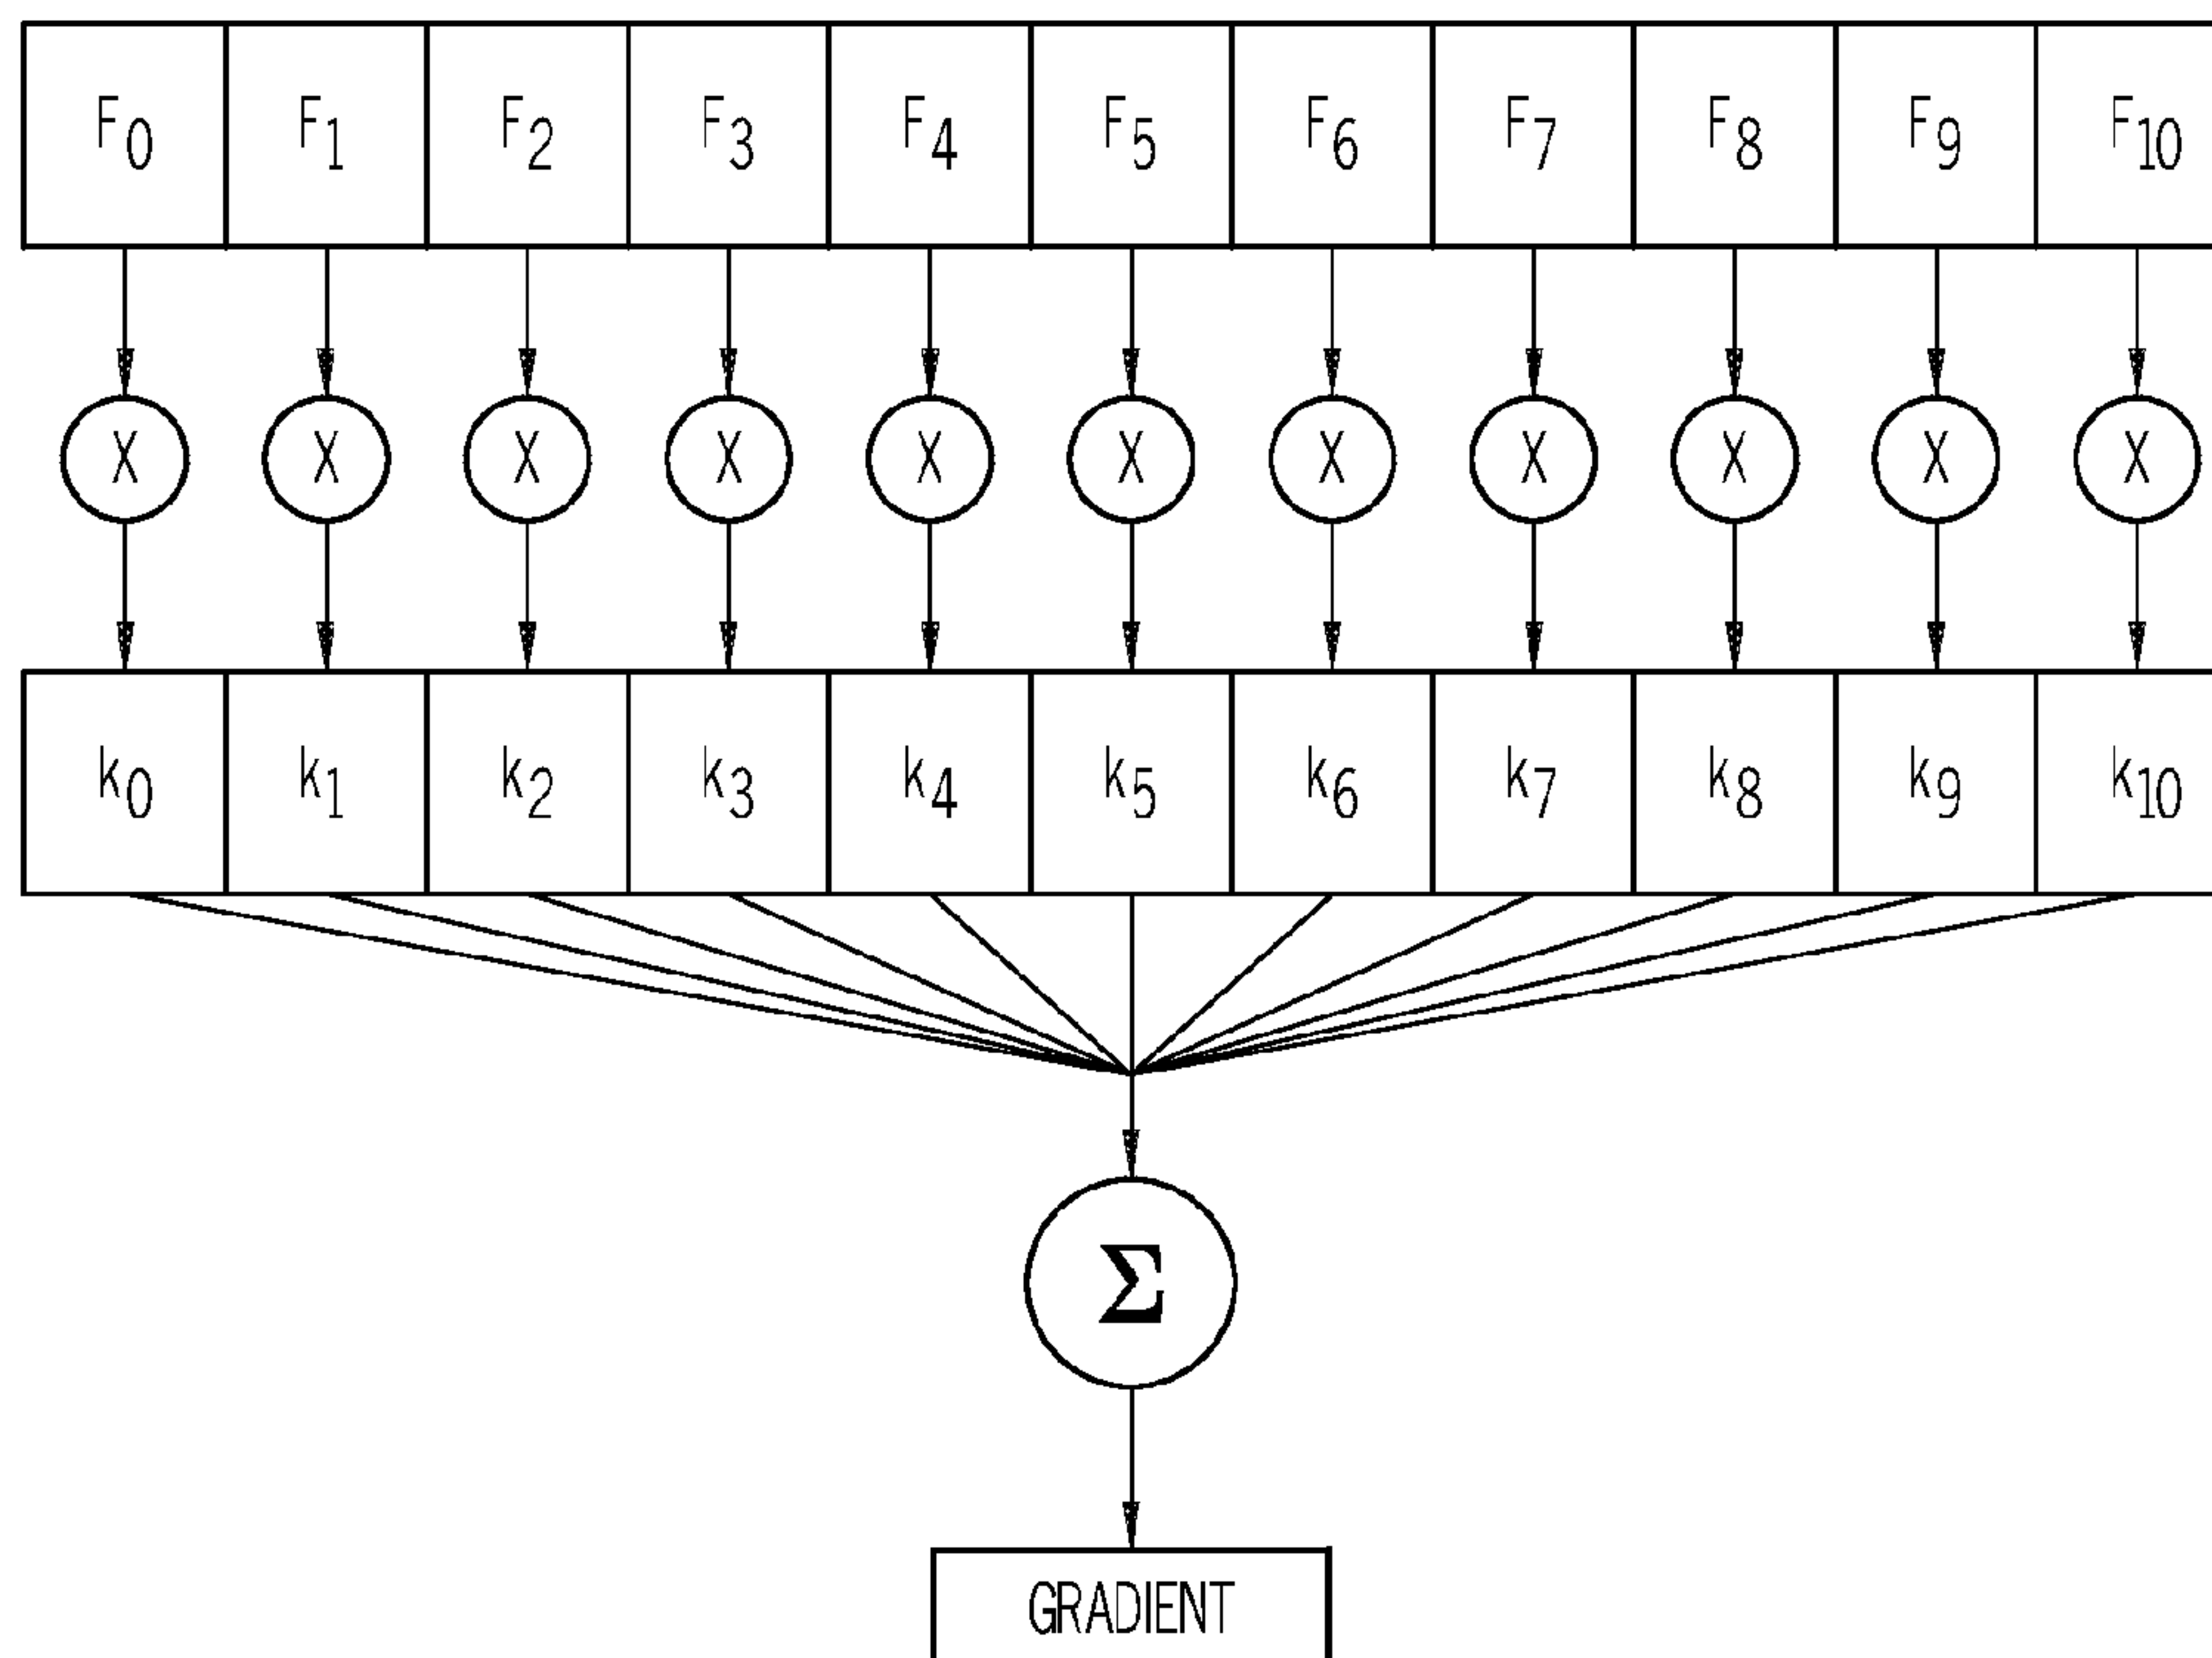 F0 F1 F2 F3 F4 F5 F6 F7 F8 F9 F10
X X X X X X X X X X X
k0 k1 k2 k3 k4 k5 k6 k7 k8 k9 k10
Σ
GRADIENT